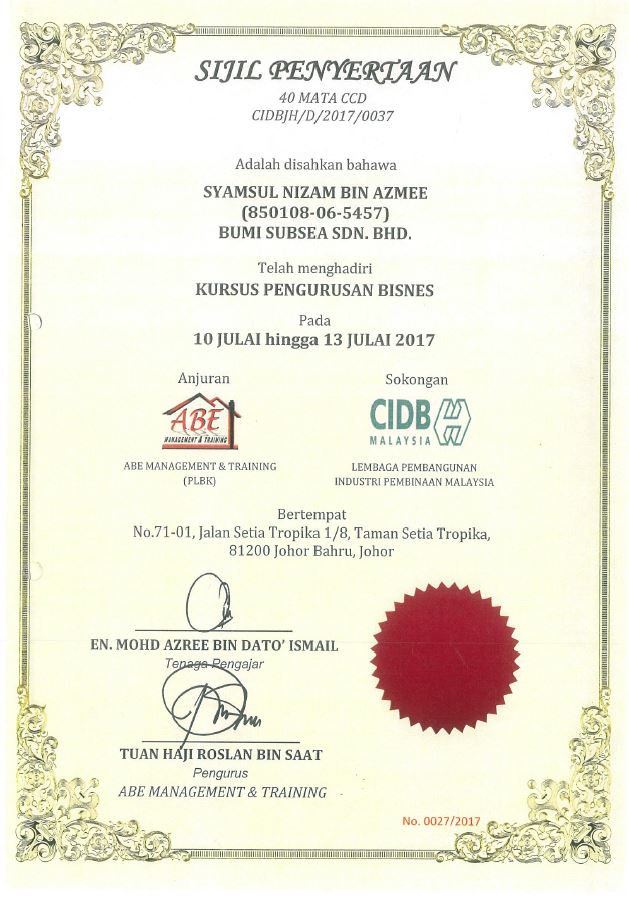 SIJIL PENYERTAAN
40 MATA CCD
CIDBJH/D/2017/0037
Adalah disahkan bahawa
SYAMSUL NIZAM BIN AZMEE
(850108-06-5457)
BUMI SUBSEA SDN. BHD.
Telah menghadiri
KURSUS PENGURUSAN BISNES
Pada
10 JULAI hingga 13 JULAI 2017
Anjuran
ABE
MANAGEMENT & TRAINING
ABE MANAGEMENT & TRAINING
(PLBK)
Sokongan
CIDB
MALAYSIA
LEMBAGA PEMBANGUNAN
INDUSTRI PEMBINAAN MALAYSIA
Bertempat
No.71-01, Jalan Setia Tropika 1/8, Taman Setia Tropika,
81200 Johor Bahru, Johor
EN. MOHD AZREE BIN DATO' ISMAIL
Tenaga Pengajar
TUAN HAJI ROSLAN BIN SAAT
Pengurus
ABE MANAGEMENT & TRAINING
No. 0027/2017